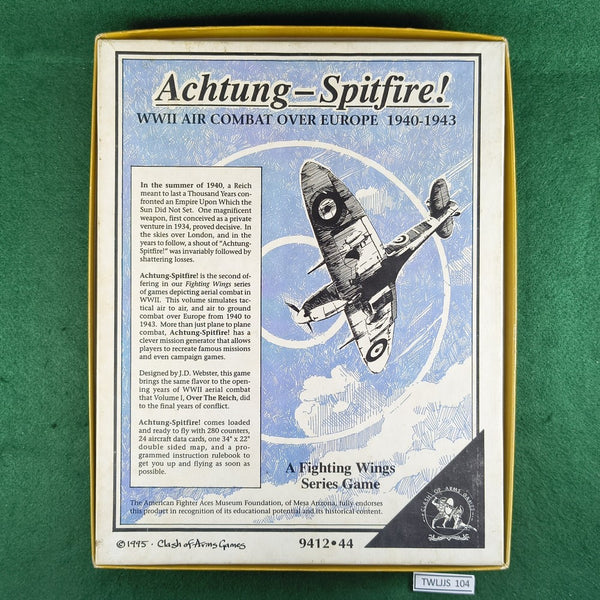 Achtung – Spitfire!
WWII AIR COMBAT OVER EUROPE 1940-1943
In the summer of 1940, a Reich
meant to last a Thousand Years con-
fronted an Empire Upon Which the
Sun Did Not Set. One magnificent
weapon, first conceived as a private
venture in 1934, proved decisive. In
the skies over London, and in the
years to follow, a shout of "Achtung-
Spitfire!" was invariably followed by
shattering losses.
Achtung-Spitfire! is the second of-
fering in our Fighting Wings series
of games depicting aerial combat in
WWII. This volume simulates tac-
tical air to air, and air to ground
combat over Europe from 1940 to
1943. More than just plane to plane
combat, Achtung-Spitfire! has a
clever mission generator that allows
players to recreate famous missions
and even campaign games.
Designed by J.D. Webster, this game
brings the same flavor to the open-
ing years of WWII aerial combat
that Volume I, Over The Reich, did
to the final years of conflict.
Achtung-Spitfire! comes loaded
and ready to fly with 280 counters,
24 aircraft data cards, one 34" x 22"
double sided map, and a pro-
grammed instruction rulebook to
get you up and flying as soon as
possible.
A Fighting Wings
Series Game
The American Fighter Aces Museum Foundation, of Mesa Arizona, fully endorses
this product in recognition of its educational potential and its historical content.
CLASH OF ARMS GAMES
© 1995 · Clash of Arms Games
9412•44
TWLJJS 104